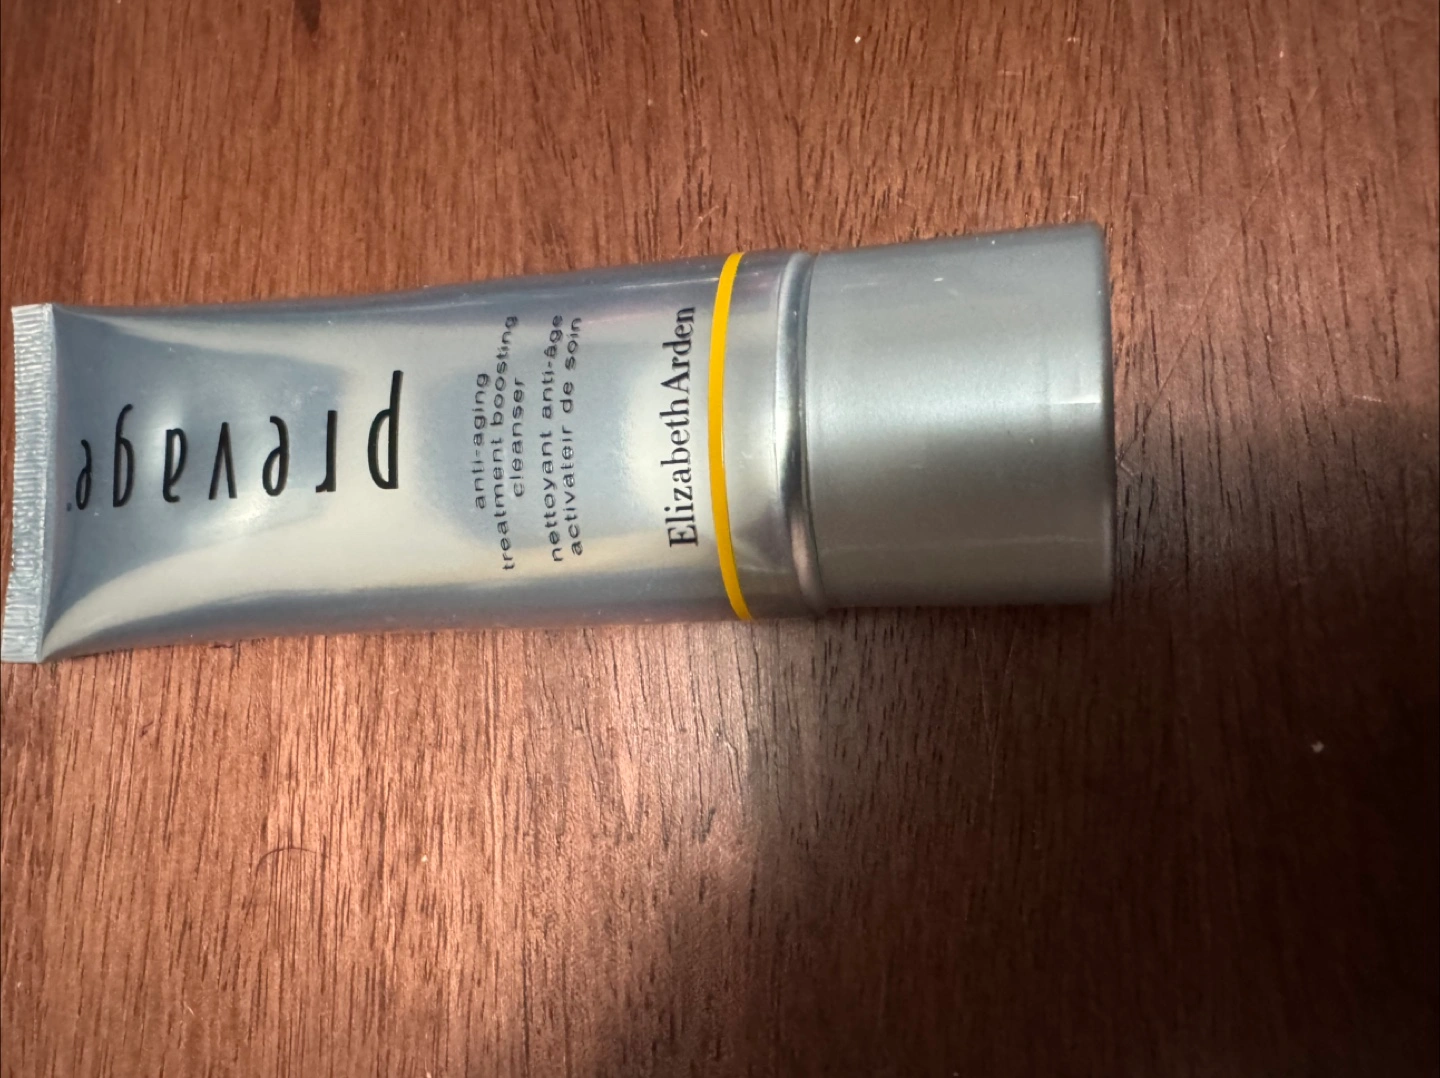 prevage®
anti-aging
treatment boosting
cleanser
nettoyant anti-âge
activateir de soin
ElizabethArden